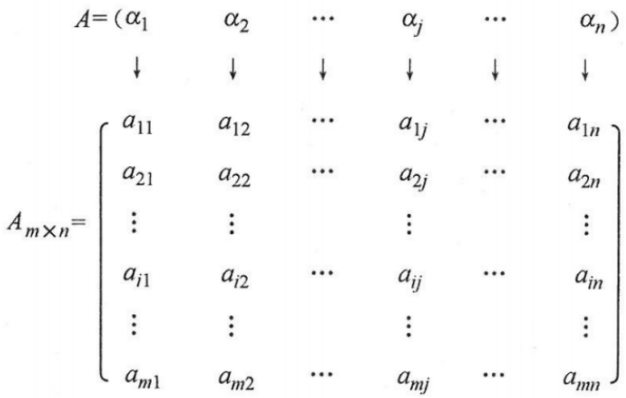 A=(α₁ α₂ ⋯ αⱼ ⋯ αₙ)
↓ ↓ ↓ ↓ ↓ ↓
a₁₁ a₁₂ ⋯ a₁ⱼ ⋯ a₁ₙ
a₂₁ a₂₂ ⋯ a₂ⱼ ⋯ a₂ₙ
Aₘ×ₙ= ⋮ ⋮ ⋮ ⋮
aᵢ₁ aᵢ₂ ⋯ aᵢⱼ ⋯ aᵢₙ
⋮ ⋮ ⋮ ⋮
aₘ₁ aₘ₂ ⋯ aₘⱼ ⋯ aₘₙ